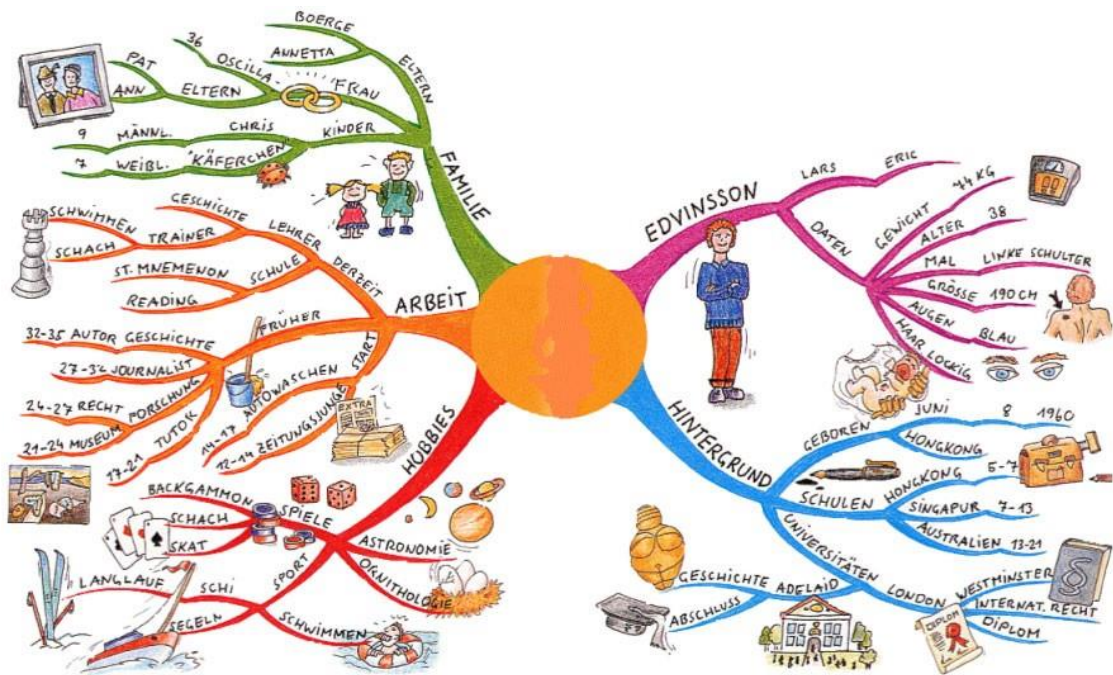 BOERGE
ANNETTA
ELTERN
36
OSCILLA
FRAU
PAT
ANN
ELTERN
KINDER
CHRIS
MÄNNL.
9
"KÄFERCHEN"
WEIBL.
7
FAMILIE
ARBEIT
DERZEIT
LEHRER
GESCHICHTE
TRAINER
SCHWIMMEN
SCHACH
SCHULE
ST. MNEMENON
READING
FRÜHER
32-35 AUTOR GESCHICHTE
27-32 JOURNALIST
FORSCHUNG
24-27 RECHT
21-24 MUSEUM
TUTOR
17-21
START
AUTOWASCHEN
14-17
ZEITUNGSJUNGE
12-14
EXTRA
HOBBIES
SPIELE
BACKGAMMON
SCHACH
SKAT
ASTRONOMIE
ORNITHOLOGIE
SPORT
SCHI
LANGLAUF
SEGELN
SCHWIMMEN
EDVINSSON
LARS
ERIC
DATEN
GEWICHT
74 KG
ALTER
38
MAL
LINKE SCHULTER
GRÖSSE
190 CH
AUGEN
BLAU
HAAR LOCKIG
HINTERGRUND
GEBOREN
JUNI
8
1960
HONGKONG
SCHULEN
HONGKONG
5-7
SINGAPUR
7-13
AUSTRALIEN
13-21
UNIVERSITÄTEN
ADELAID
GESCHICHTE
ABSCHLUSS
LONDON
WESTMINSTER
INTERNAT. RECHT
DIPLOM
DIPLOM
§